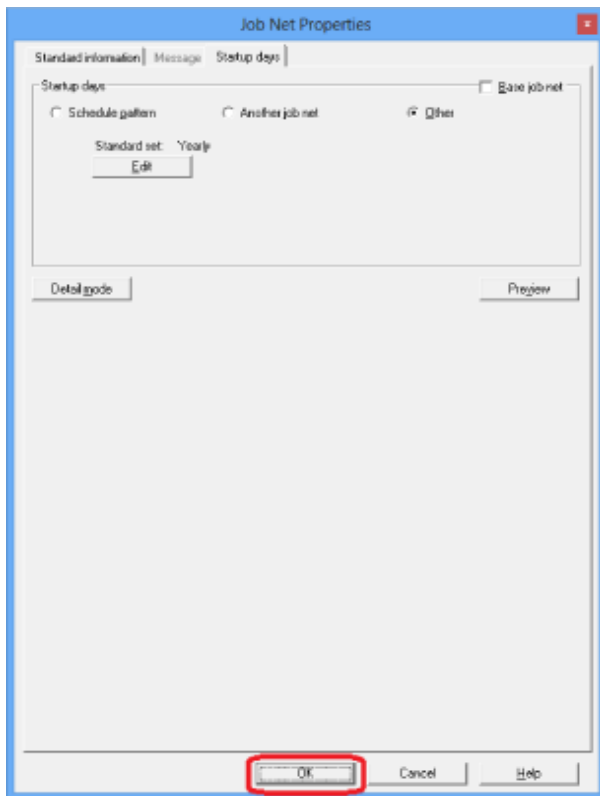 Job Net Properties
x
Standard information Message Startup days
Startup days Base job net
Schedule pattern Another job net Other
Standard set: Yearly
Edit
Detail mode Preview
OK Cancel Help